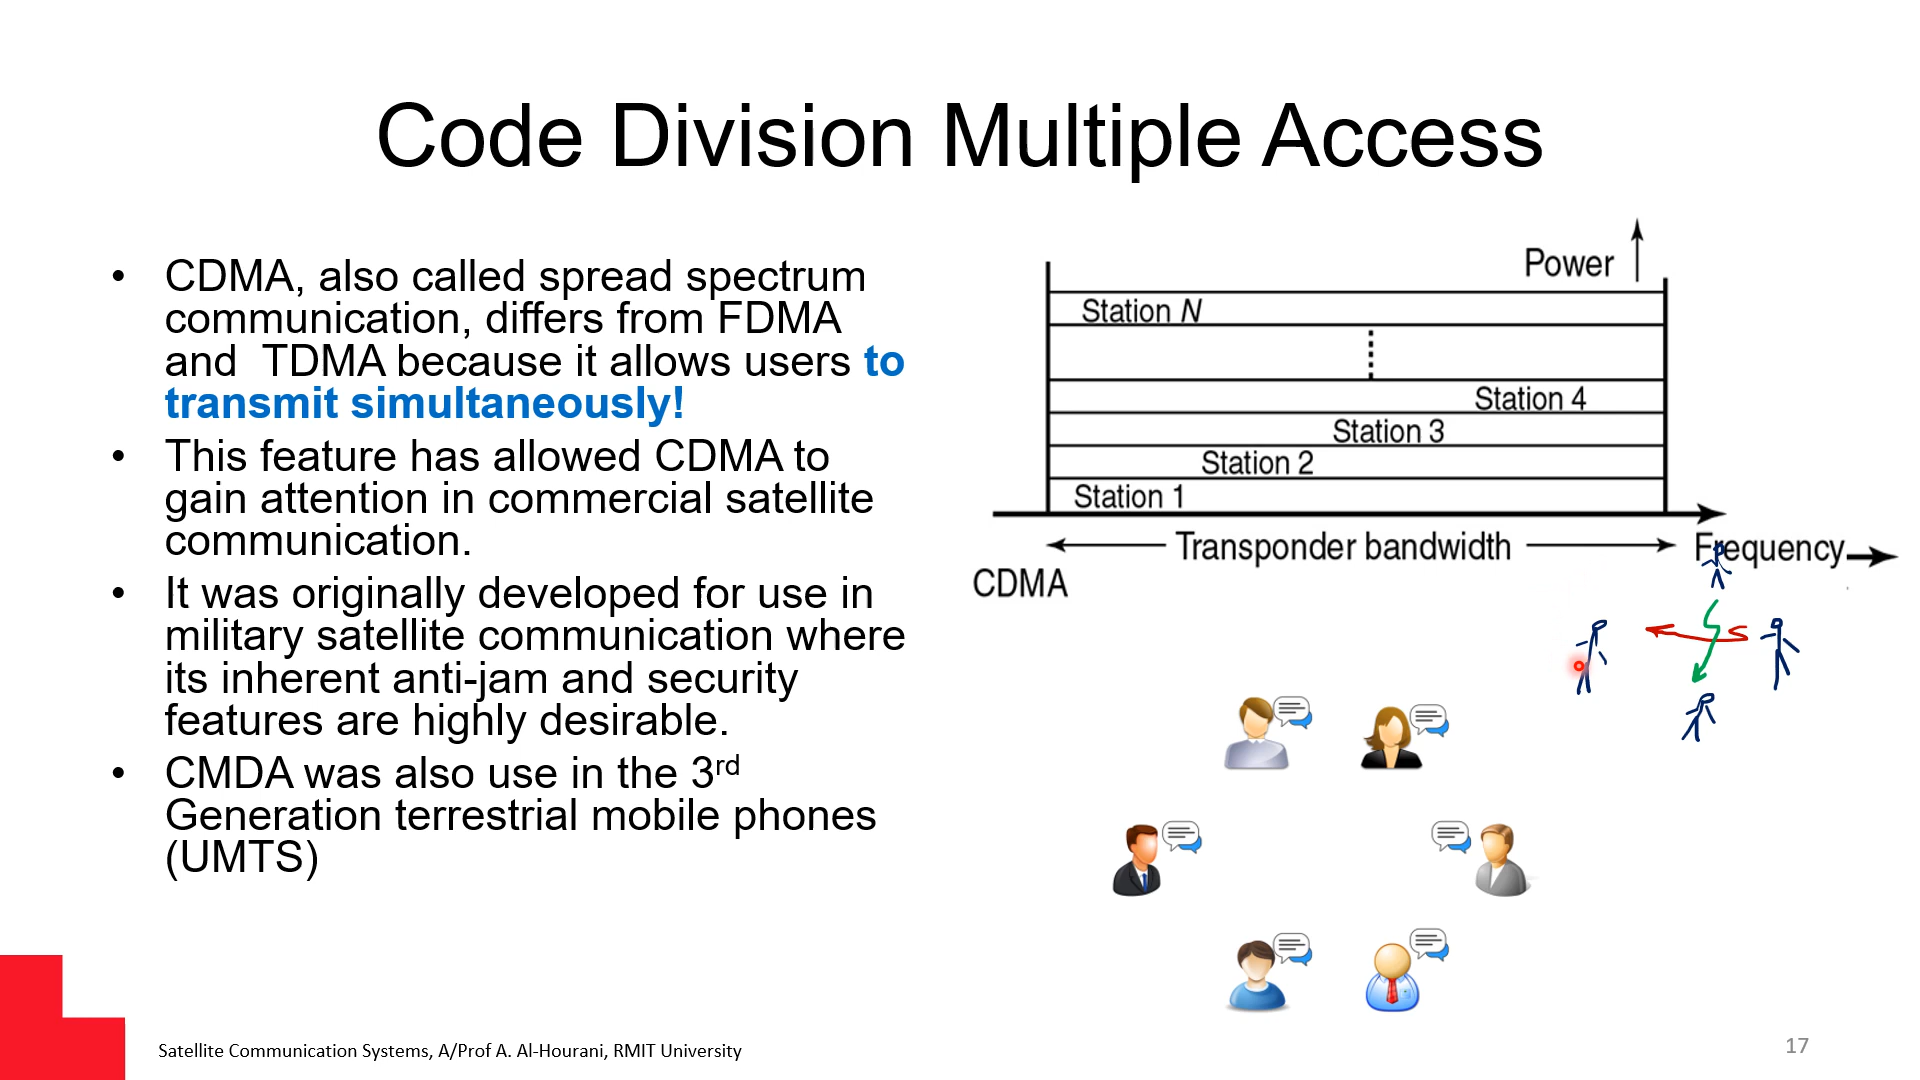 Code Division Multiple Access
• CDMA, also called spread spectrum
communication, differs from FDMA
and  TDMA because it allows users to
transmit simultaneously!
• This feature has allowed CDMA to
gain attention in commercial satellite
communication.
• It was originally developed for use in
military satellite communication where
its inherent anti-jam and security
features are highly desirable.
• CMDA was also use in the 3rd
Generation terrestrial mobile phones
(UMTS)
Power
Station N
Station 4
Station 3
Station 2
Station 1
Transponder bandwidth
Frequency
CDMA
Satellite Communication Systems, A/Prof A. Al-Hourani, RMIT University
17